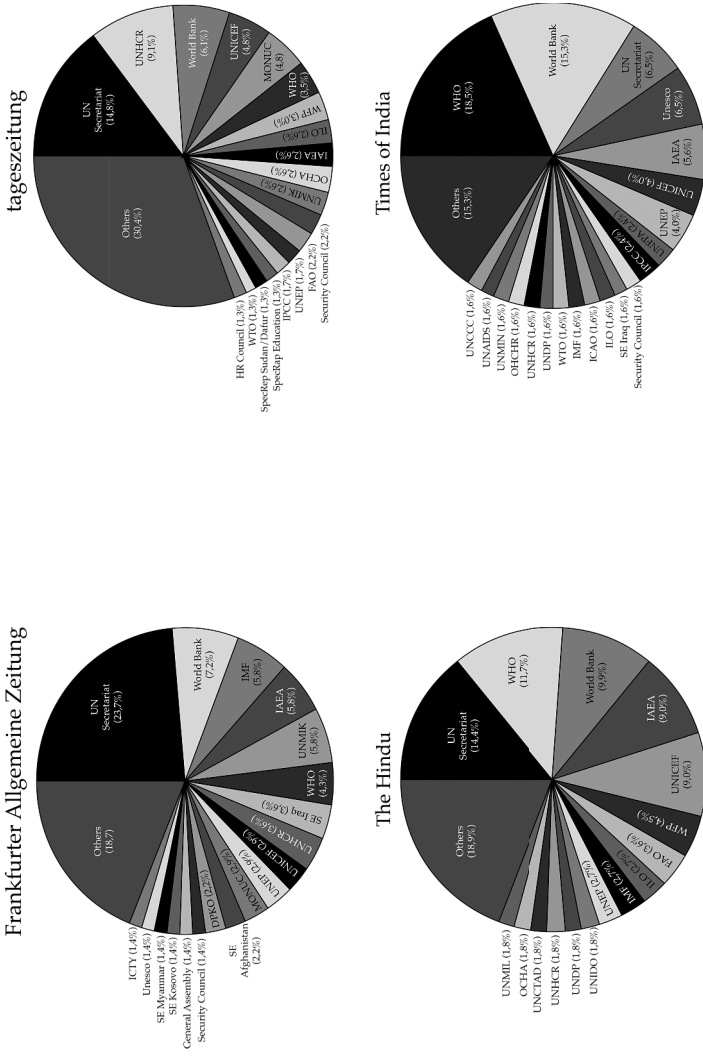 Frankfurter Allgemeine Zeitung
UN
Secretariat
(23,7%)
World Bank
(7,2%)
IMF
(5,8%)
IAEA
(5,8%)
UNMIK
(5,8%)
WHO
(4,3%)
SE Iraq (3,6%)
UNHCR (3,6%)
UNICEF (2,9%)
UNEP (2,9%)
MONUC (2,9%)
DPKO (2,2%)
SE
Afghanistan
(2,2%)
Security Council (1,4%)
General Assembly (1,4%)
SE Kosovo (1,4%)
SE Myanmar (1,4%)
Unesco (1,4%)
ICTY (1,4%)
Others
(18,7)
tageszeitung
UN
Secretariat
(14,8%)
UNHCR
(9,1%)
World Bank
(6,1%)
UNICEF
(4,8%)
MONUC
(4,8)
WHO
(3,5%)
WFP (3,0%)
ILO (2,6%)
IAEA (2,6%)
OCHA (2,6%)
UNMIK (2,6%)
Security Council (2,2%)
FAO (2,2%)
UNEP (1,7%)
IPCC (1,7%)
SpecRap Education (1,3%)
SpecRep Sudan/Dafur (1,3%)
WTO (1,3%)
HR Council (1,3%)
Others
(30,4%)
The Hindu
UN
Secretariat
(14,4%)
WHO
(11,7%)
World Bank
(9,9%)
IAEA
(9,0%)
UNICEF
(9,0%)
WFP (4,5%)
FAO (3,6%)
ILO (2,7%)
IMF (2,7%)
UNEP (2,7%)
UNIDO (1,8%)
UNDP (1,8%)
UNHCR (1,8%)
UNCTAD (1,8%)
OCHA (1,8%)
UNMIL (1,8%)
Others
(18,9%)
Times of India
WHO
(18,5%)
World Bank
(15,3%)
UN
Secretariat
(6,5%)
Unesco
(6,5%)
IAEA
(5,6%)
UNICEF (4,0%)
UNEP
(4,0%)
UNFPA (2,4%)
IPCC (2,4%)
Security Council (1,6%)
SE Iraq (1,6%)
ILO (1,6%)
ICAO (1,6%)
IMF (1,6%)
WTO (1,6%)
UNDP (1,6%)
UNHCR (1,6%)
OHCHR (1,6%)
UNMIN (1,6%)
UNAIDS (1,6%)
UNCCC (1,6%)
Others
(15,3%)